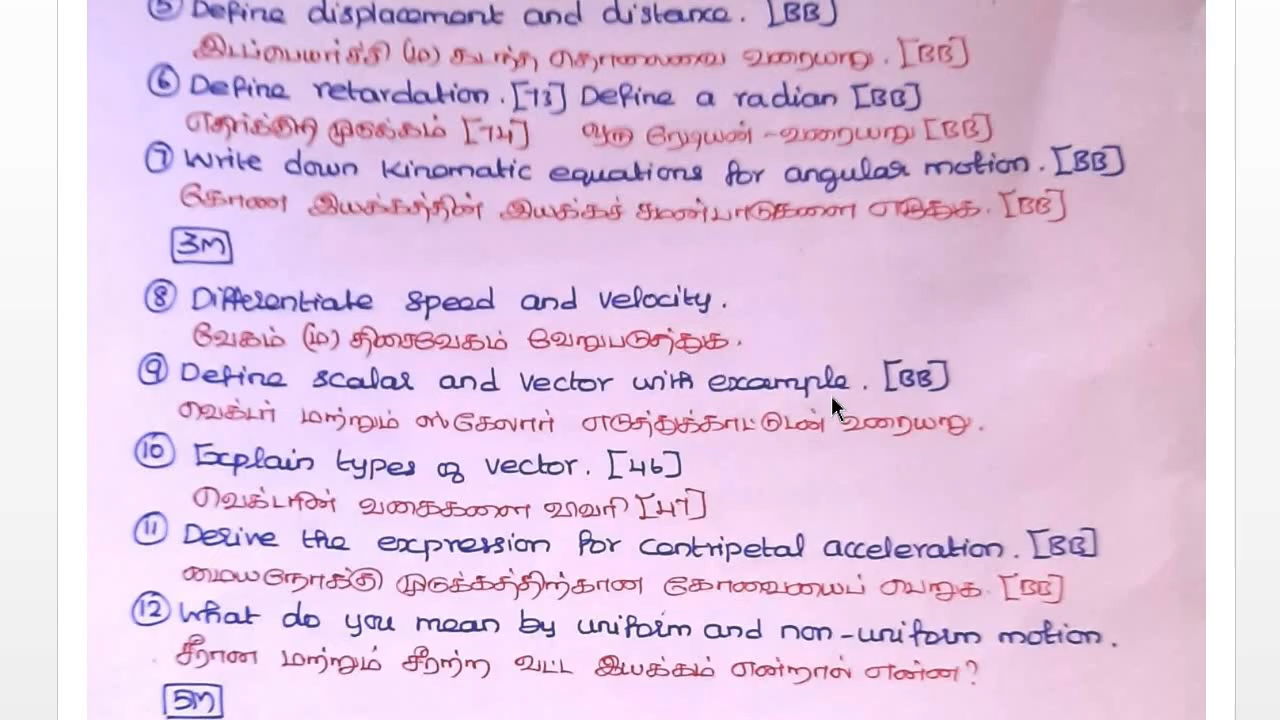 ⑤ Define displacement and distance. [BB]
இடப்பெயர்ச்சி (ம) கடந்த தொலைவை வரையறு. [BB]
⑥ Define retardation. [73] Define a radian [BB]
எதிர்க்குறி முடுக்கம் [74] ஒரு ரேடியன் - வரையறு [BB]
⑦ Write down kinematic equations for angular motion. [BB]
கோண இயக்கத்தின் இயக்கச் சமன்பாடுகளை எழுதுக. [BB]
3M
⑧ Differentiate speed and velocity.
வேகம் (ம) திசைவேகம் வேறுபடுத்துக.
⑨ Define scalar and vector with example. [BB]
வெக்டர் மற்றும் ஸ்கேலார் எடுத்துக்காட்டுடன் வரையறு.
⑩ Explain types of vector. [46]
வெக்டரின் வகைகளை விவரி [47]
⑪ Derive the expression for centripetal acceleration. [BB]
மையநோக்கு முடுக்கத்திற்கான கோவையைப் பெறுக. [BB]
⑫ What do you mean by uniform and non-uniform motion.
சீரான மற்றும் சீரற்ற வட்ட இயக்கம் என்றால் என்ன?
5M